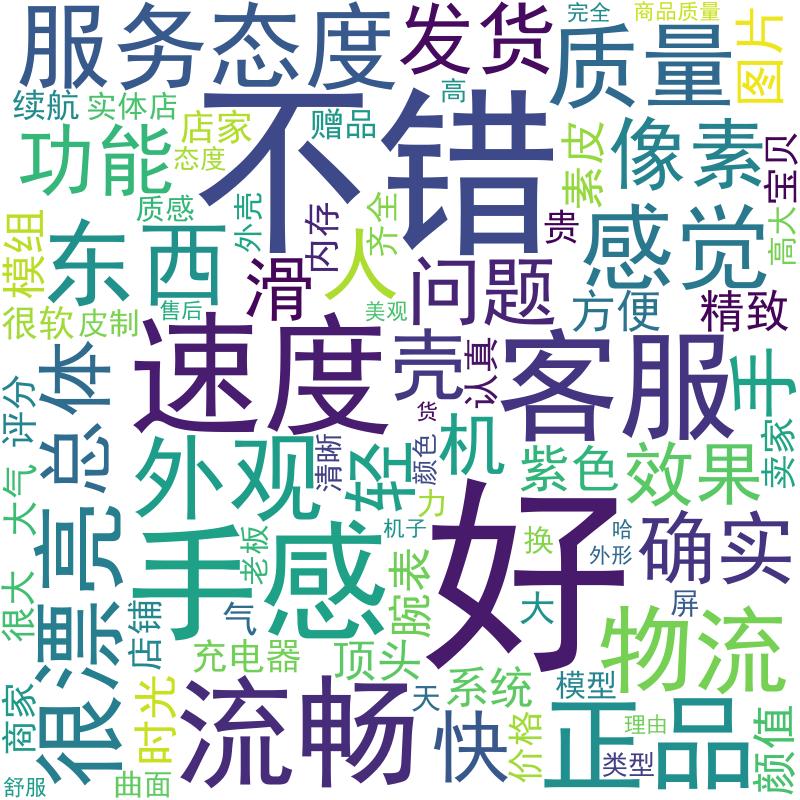 服务态度
发货
完全
商品质量
质量
图片
续航
实体店
店家
赠品
高
不错
功能
态度
素皮
像素
宝贝
质感
外壳
内存
齐全
贵
感觉
高大
模组
东西
滑
人
问题
方便
精致
很软
皮制
售后
美观
速度
壳
认真
客服
手
评分
总体
货
外观
清晰
轻
颜色
机
紫色
效果
卖家
大气
很漂亮
手感
老板
力
机子
好
换
哈
外形
确实
很大
店铺
气
腕表
大
屏
充电器
顶头
物流
商家
时光
流畅
天
系统
模型
快
价格
正品
理由
类型
颜值
舒服
曲面